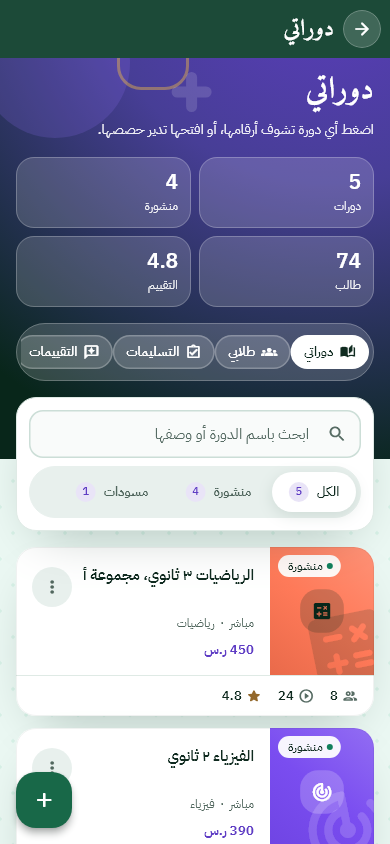 دوراتي
دوراتي
اضغط أي دورة تشوف أرقامها، أو افتحها تدير حصصها.
5
دورات
4
منشورة
74
طالب
4.8
التقييم
دوراتي
طلابي
التسليمات
التقييمات
ابحث باسم الدورة أو وصفها
الكل 5
منشورة 4
مسودات 1
منشورة
الرياضيات ٣ ثانوي، مجموعة أ
مباشر · رياضيات
450 ر.س
8 24 4.8
منشورة
الفيزياء ٢ ثانوي
مباشر · فيزياء
390 ر.س